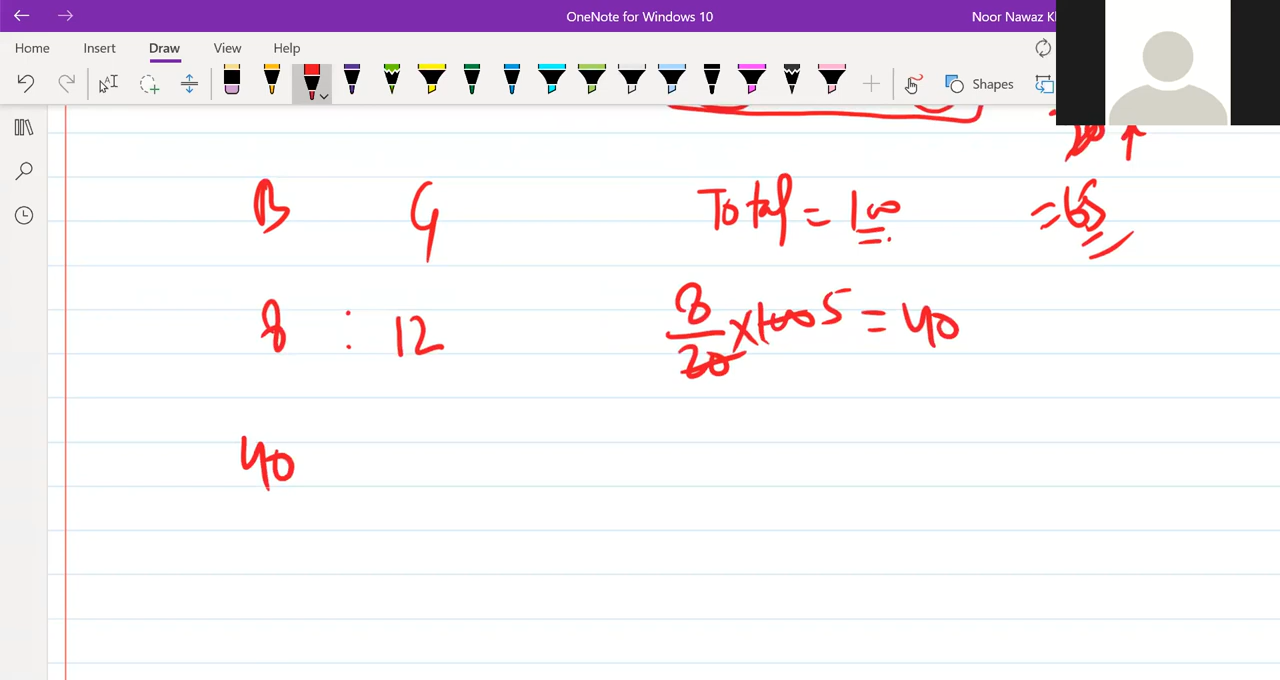 OneNote for Windows 10
Noor Nawaz Kh
Home Insert Draw View Help
Shapes
B G Total = 100 = 65
8 : 12 8/20 x 100 5 = 40
40